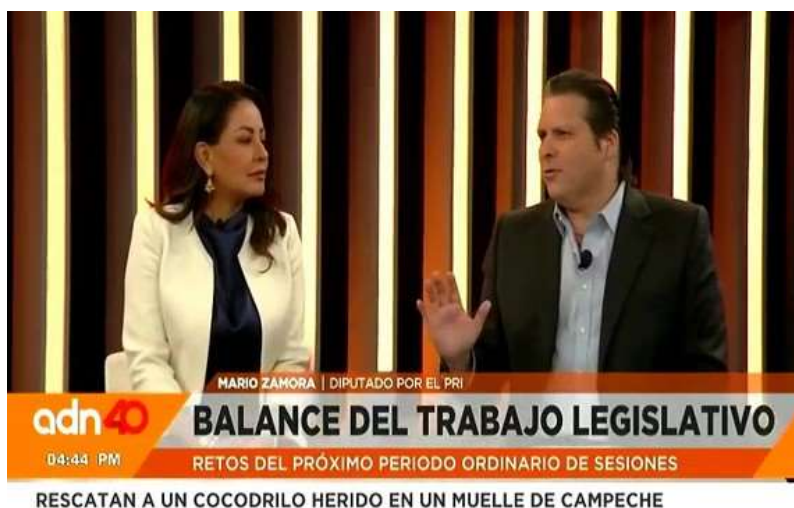 MARIO ZAMORA | DIPUTADO POR EL PRI
adn40
BALANCE DEL TRABAJO LEGISLATIVO
04:44 PM
RETOS DEL PRÓXIMO PERIODO ORDINARIO DE SESIONES
RESCATAN A UN COCODRILO HERIDO EN UN MUELLE DE CAMPECHE